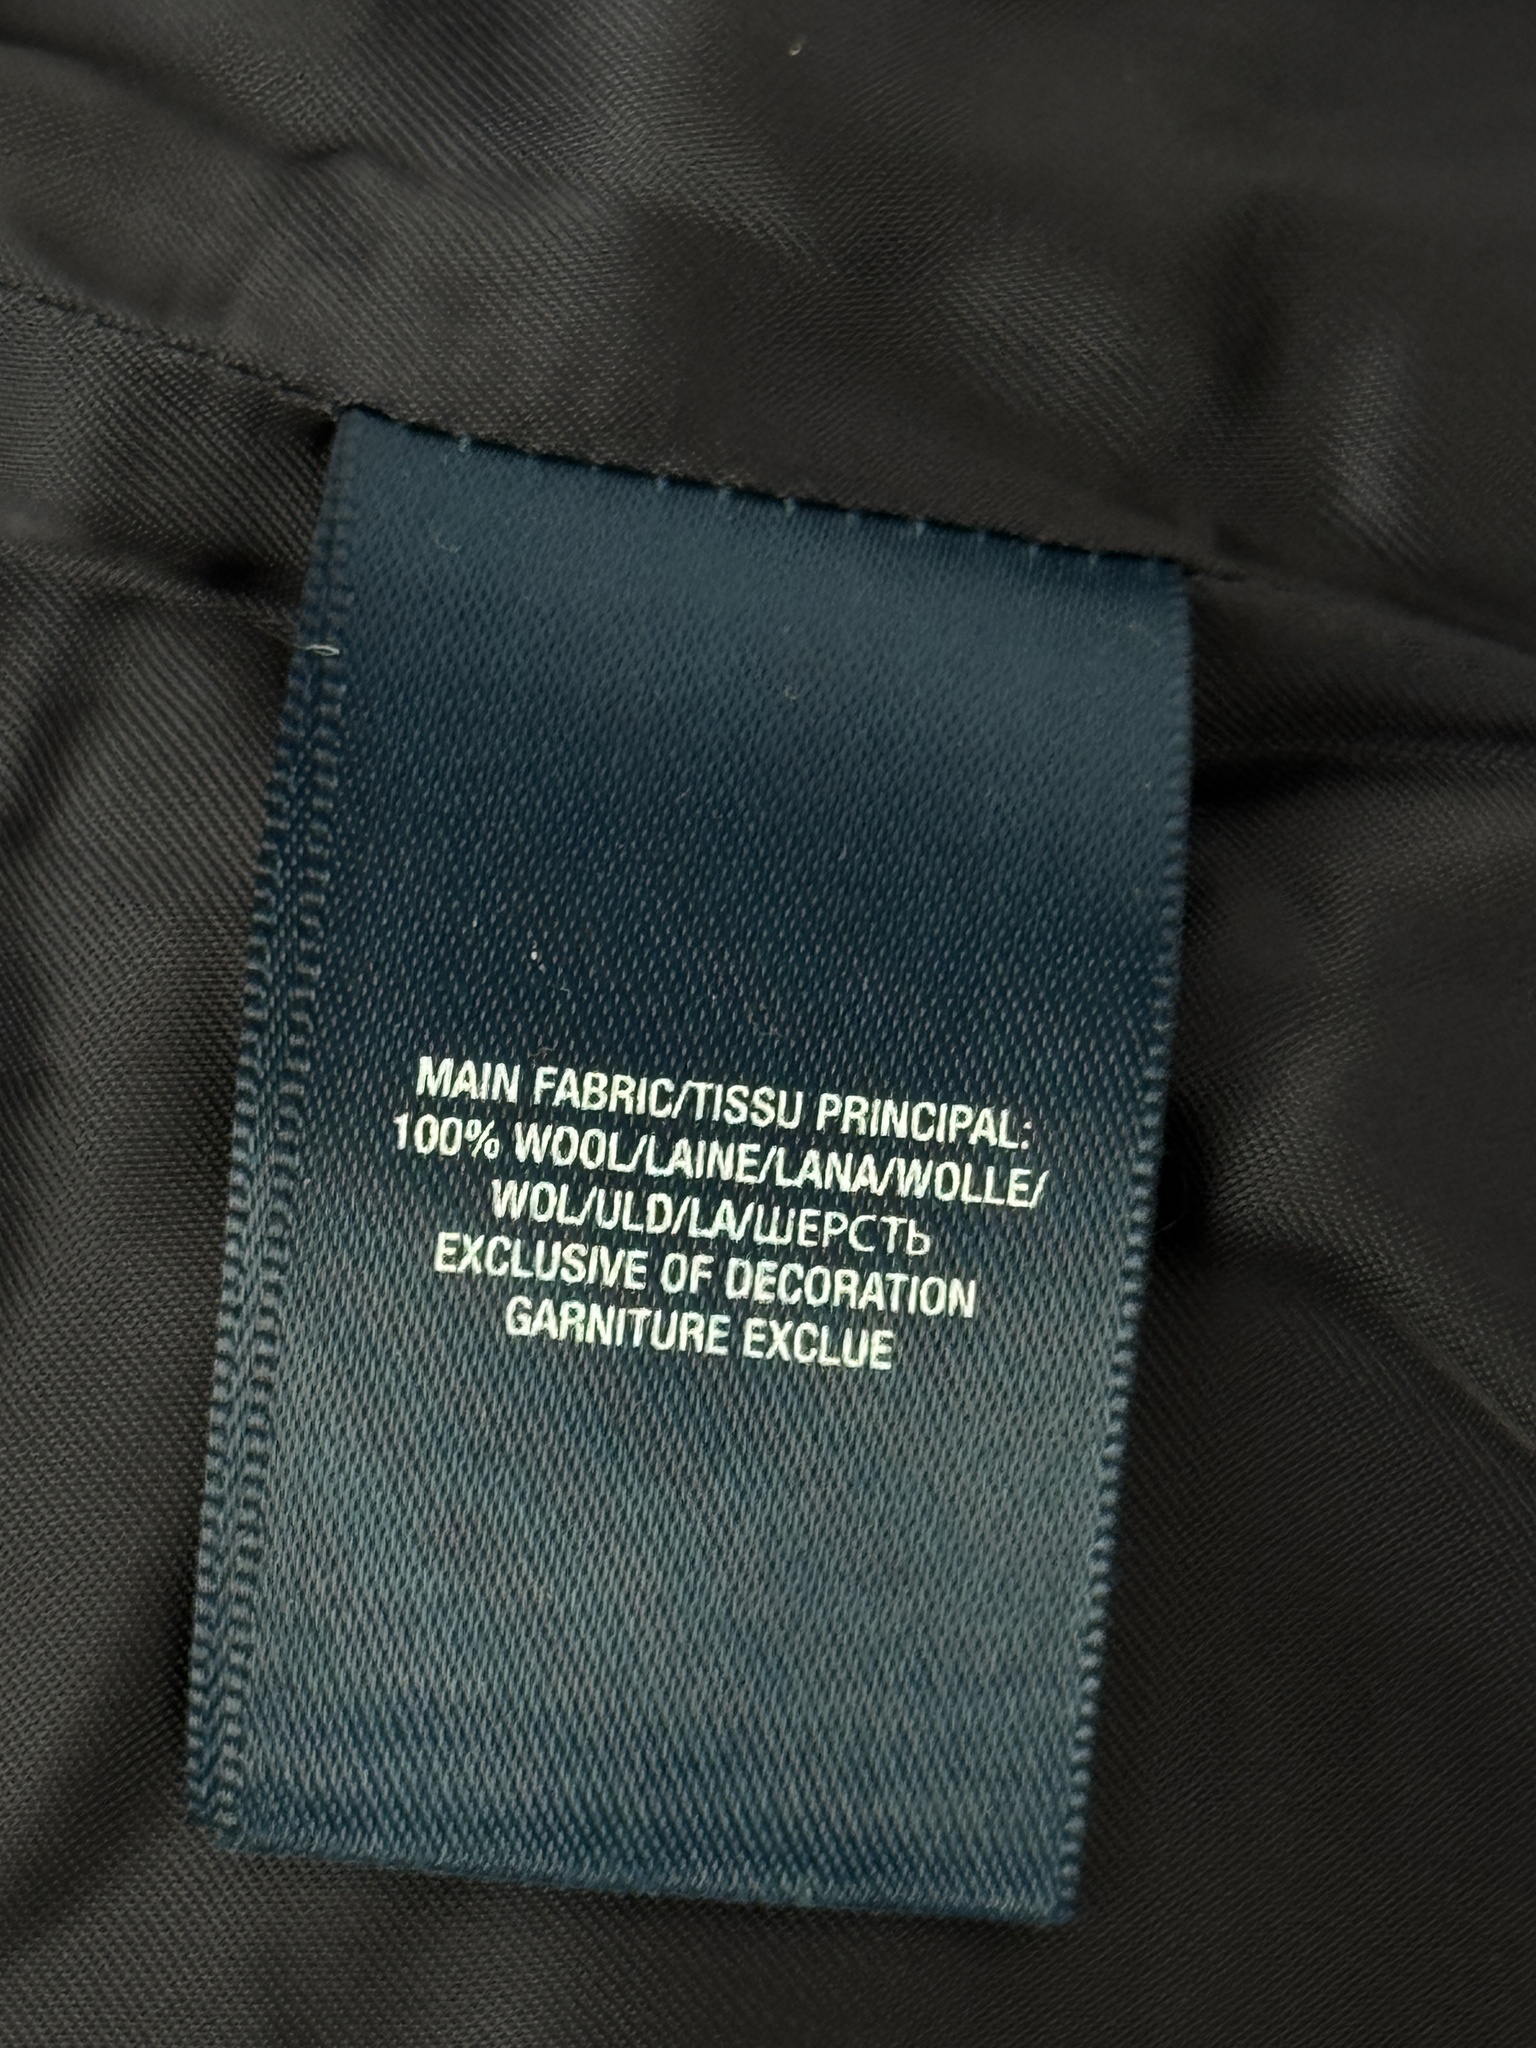 MAIN FABRIC/TISSU PRINCIPAL:
100% WOOL/LAINE/LANA/WOLLE/
WOL/ULD/LA/ШЕРСТЬ
EXCLUSIVE OF DECORATION
GARNITURE EXCLUE